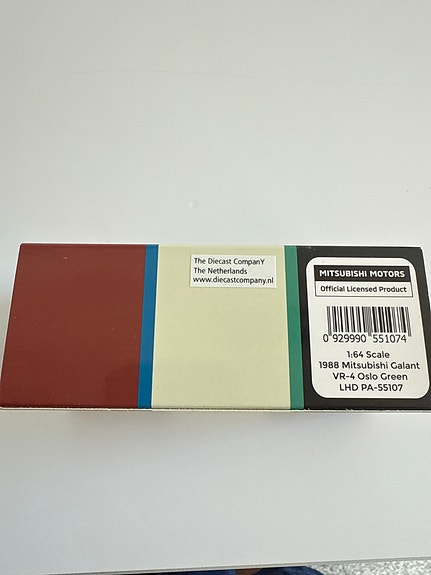 The Diecast CompanY
The Netherlands
www.diecastcompany.nl
MITSUBISHI MOTORS
Official Licensed Product
0 929990 551074
1:64 Scale
1988 Mitsubishi Galant
VR-4 Oslo Green
LHD PA-55107